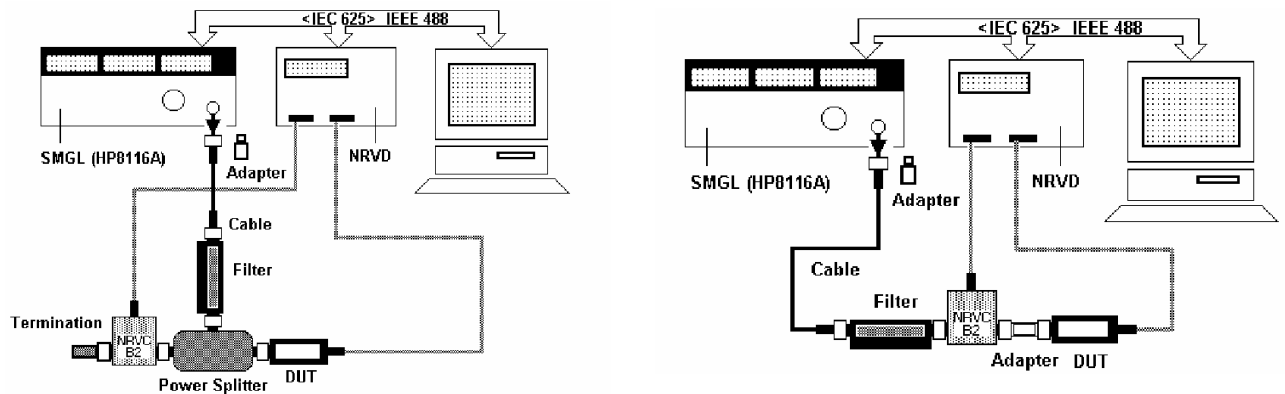 <IEC 625> IEEE 488
SMGL (HP8116A)
Adapter
NRVD
Cable
Filter
Termination
NRVC
B2
Power Splitter
DUT
<IEC 625> IEEE 488
SMGL (HP8116A)
Adapter
NRVD
Cable
Filter
NRVC
B2
Adapter
DUT